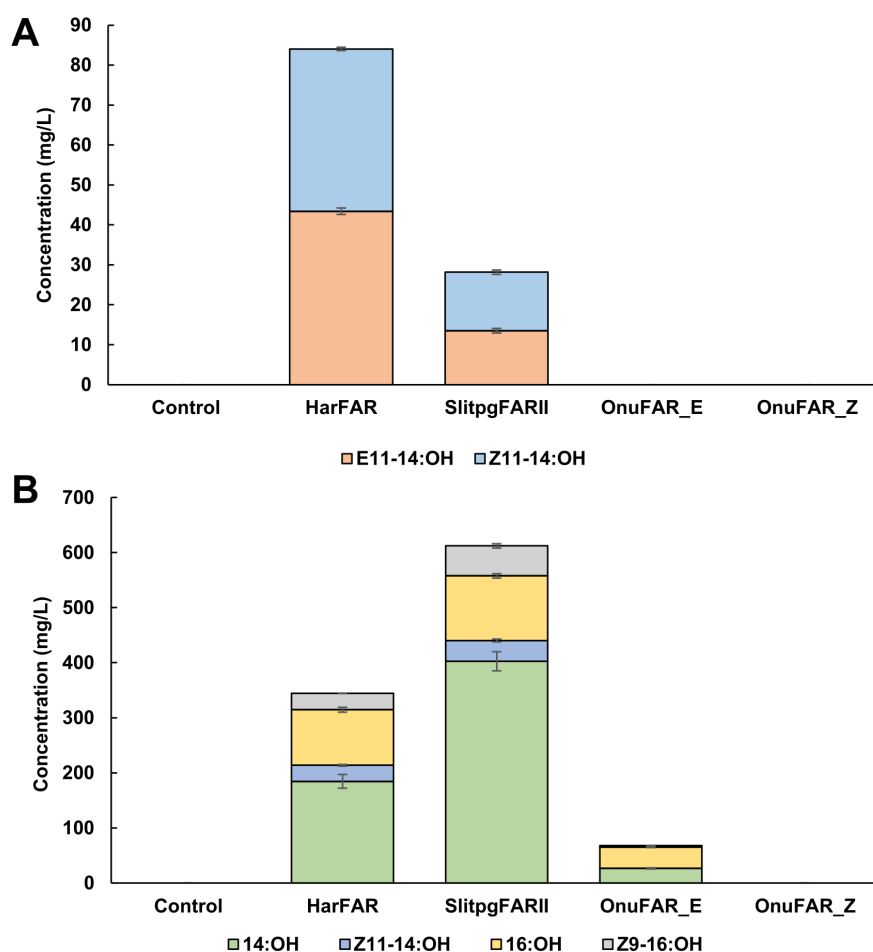 A
90
80
70
60
50
40
30
20
10
0
Concentration (mg/L)
Control HarFAR SlitpgFARII OnuFAR_E OnuFAR_Z
E11-14:OH Z11-14:OH
B
700
600
500
400
300
200
100
0
Concentration (mg/L)
Control HarFAR SlitpgFARII OnuFAR_E OnuFAR_Z
14:OH Z11-14:OH 16:OH Z9-16:OH